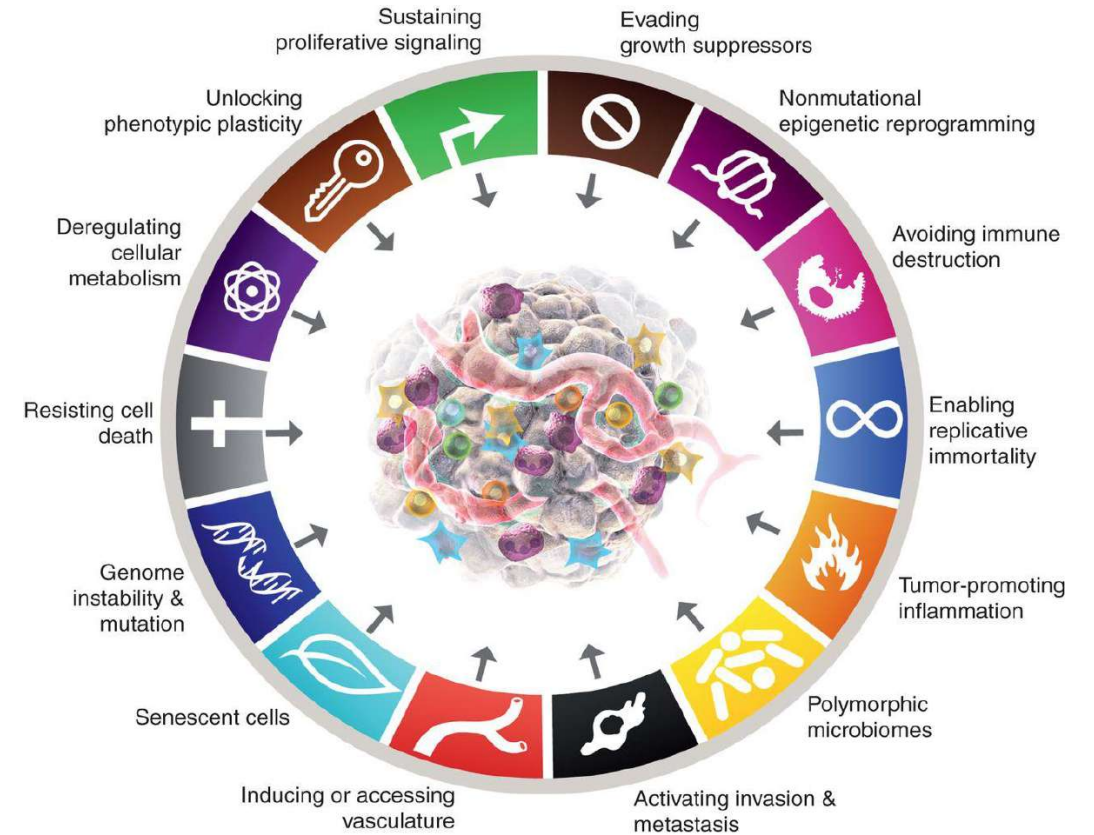 Sustaining
proliferative signaling
Evading
growth suppressors
Nonmutational
epigenetic reprogramming
Avoiding immune
destruction
Enabling
replicative
immortality
Tumor-promoting
inflammation
Polymorphic
microbiomes
Activating invasion &
metastasis
Inducing or accessing
vasculature
Senescent cells
Genome
instability &
mutation
Resisting cell
death
Deregulating
cellular
metabolism
Unlocking
phenotypic plasticity